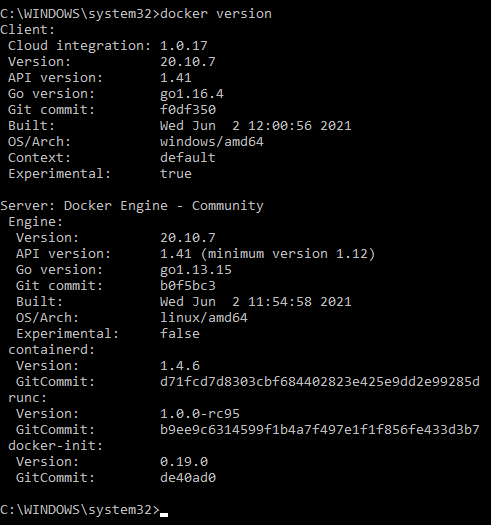 C:\WINDOWS\system32>docker version
Client:
 Cloud integration: 1.0.17
 Version:           20.10.7
 API version:       1.41
 Go version:        go1.16.4
 Git commit:        f0df350
 Built:             Wed Jun  2 12:00:56 2021
 OS/Arch:           windows/amd64
 Context:           default
 Experimental:      true

Server: Docker Engine - Community
 Engine:
  Version:          20.10.7
  API version:      1.41 (minimum version 1.12)
  Go version:       go1.13.15
  Git commit:       b0f5bc3
  Built:            Wed Jun  2 11:54:58 2021
  OS/Arch:          linux/amd64
  Experimental:     false
 containerd:
  Version:          1.4.6
  GitCommit:        d71fcd7d8303cbf684402823e425e9dd2e99285d
 runc:
  Version:          1.0.0-rc95
  GitCommit:        b9ee9c6314599f1b4a7f497e1f1f856fe433d3b7
 docker-init:
  Version:          0.19.0
  GitCommit:        de40ad0

C:\WINDOWS\system32>